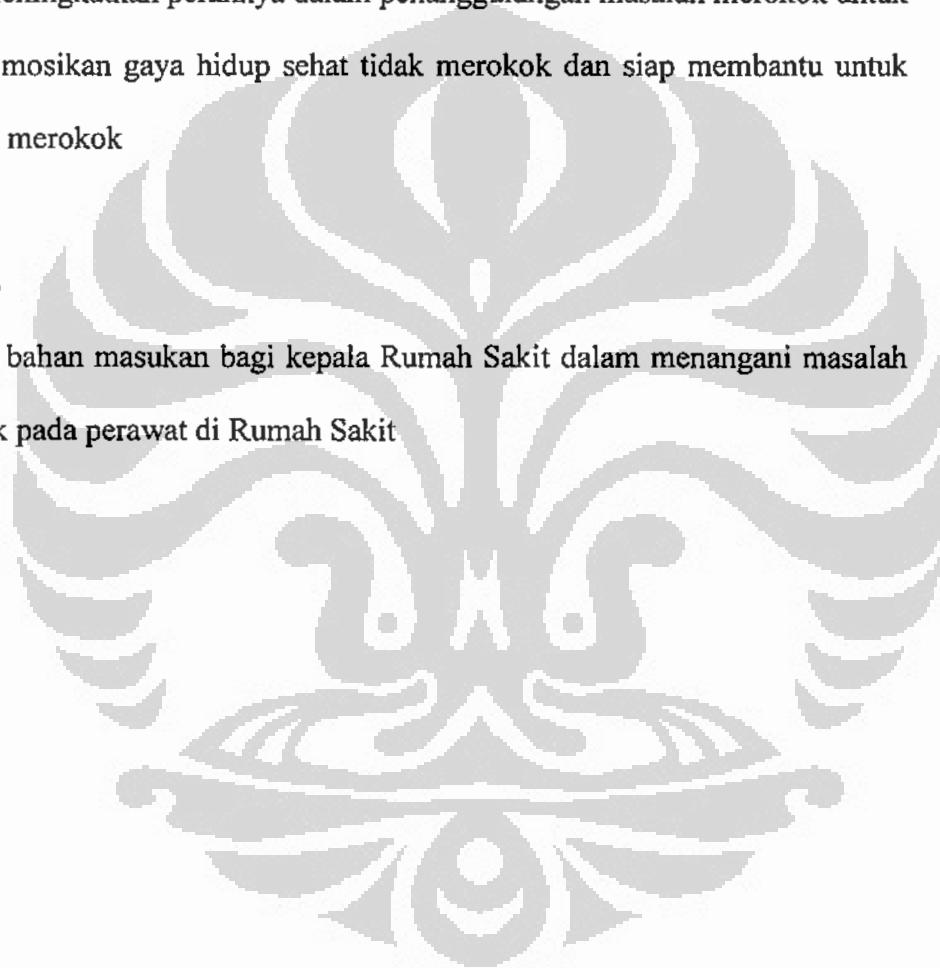 perannya dalam penanggulangan masalah merokok untuk
mosikan gaya hidup sehat tidak merokok dan siap membantu untuk
merokok
bahan masukan bagi kepala Rumah Sakit dalam menangani masalah
k pada perawat di Rumah Sakit